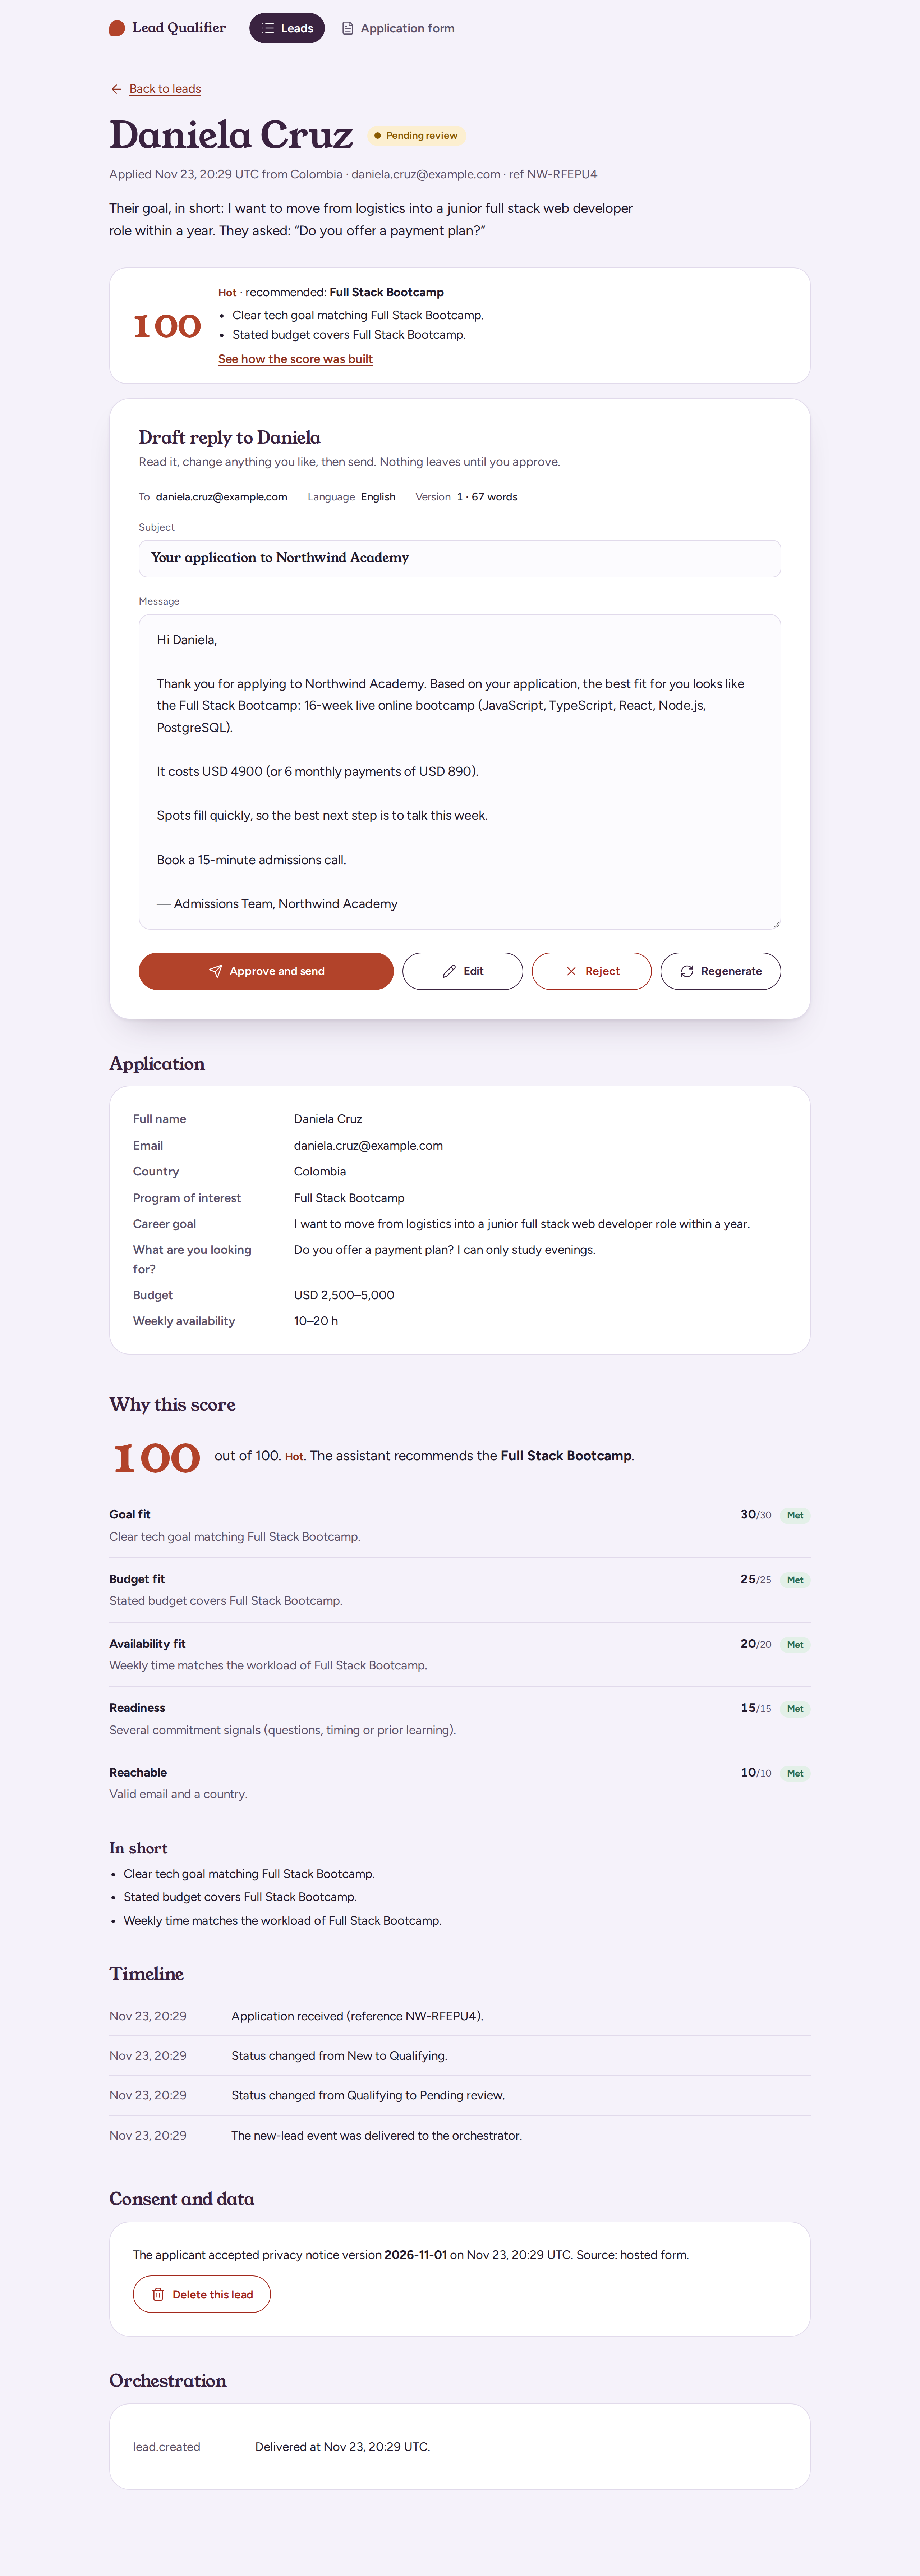 Lead Qualifier
Leads
Application form
Back to leads
Daniela Cruz
Pending review
Applied Nov 23, 20:29 UTC from Colombia · daniela.cruz@example.com · ref NW-RFEPU4
Their goal, in short: I want to move from logistics into a junior full stack web developer
role within a year. They asked: “Do you offer a payment plan?”
100
Hot · recommended: Full Stack Bootcamp
• Clear tech goal matching Full Stack Bootcamp.
• Stated budget covers Full Stack Bootcamp.
See how the score was built
Draft reply to Daniela
Read it, change anything you like, then send. Nothing leaves until you approve.
To daniela.cruz@example.com Language English Version 1 · 67 words
Subject
Your application to Northwind Academy
Message
Hi Daniela,
Thank you for applying to Northwind Academy. Based on your application, the best fit for you looks like
the Full Stack Bootcamp: 16-week live online bootcamp (JavaScript, TypeScript, React, Node.js,
PostgreSQL).
It costs USD 4900 (or 6 monthly payments of USD 890).
Spots fill quickly, so the best next step is to talk this week.
Book a 15-minute admissions call.
— Admissions Team, Northwind Academy
Approve and send
Edit
Reject
Regenerate
Application
Full name Daniela Cruz
Email daniela.cruz@example.com
Country Colombia
Program of interest Full Stack Bootcamp
Career goal I want to move from logistics into a junior full stack web developer role within a year.
What are you looking
for?
Do you offer a payment plan? I can only study evenings.
Budget USD 2,500–5,000
Weekly availability 10–20 h
Why this score
100 out of 100. Hot. The assistant recommends the Full Stack Bootcamp.
Goal fit 30/30 Met
Clear tech goal matching Full Stack Bootcamp.
Budget fit 25/25 Met
Stated budget covers Full Stack Bootcamp.
Availability fit 20/20 Met
Weekly time matches the workload of Full Stack Bootcamp.
Readiness 15/15 Met
Several commitment signals (questions, timing or prior learning).
Reachable 10/10 Met
Valid email and a country.
In short
• Clear tech goal matching Full Stack Bootcamp.
• Stated budget covers Full Stack Bootcamp.
• Weekly time matches the workload of Full Stack Bootcamp.
Timeline
Nov 23, 20:29 Application received (reference NW-RFEPU4).
Nov 23, 20:29 Status changed from New to Qualifying.
Nov 23, 20:29 Status changed from Qualifying to Pending review.
Nov 23, 20:29 The new-lead event was delivered to the orchestrator.
Consent and data
The applicant accepted privacy notice version 2026-11-01 on Nov 23, 20:29 UTC. Source: hosted form.
Delete this lead
Orchestration
lead.created Delivered at Nov 23, 20:29 UTC.